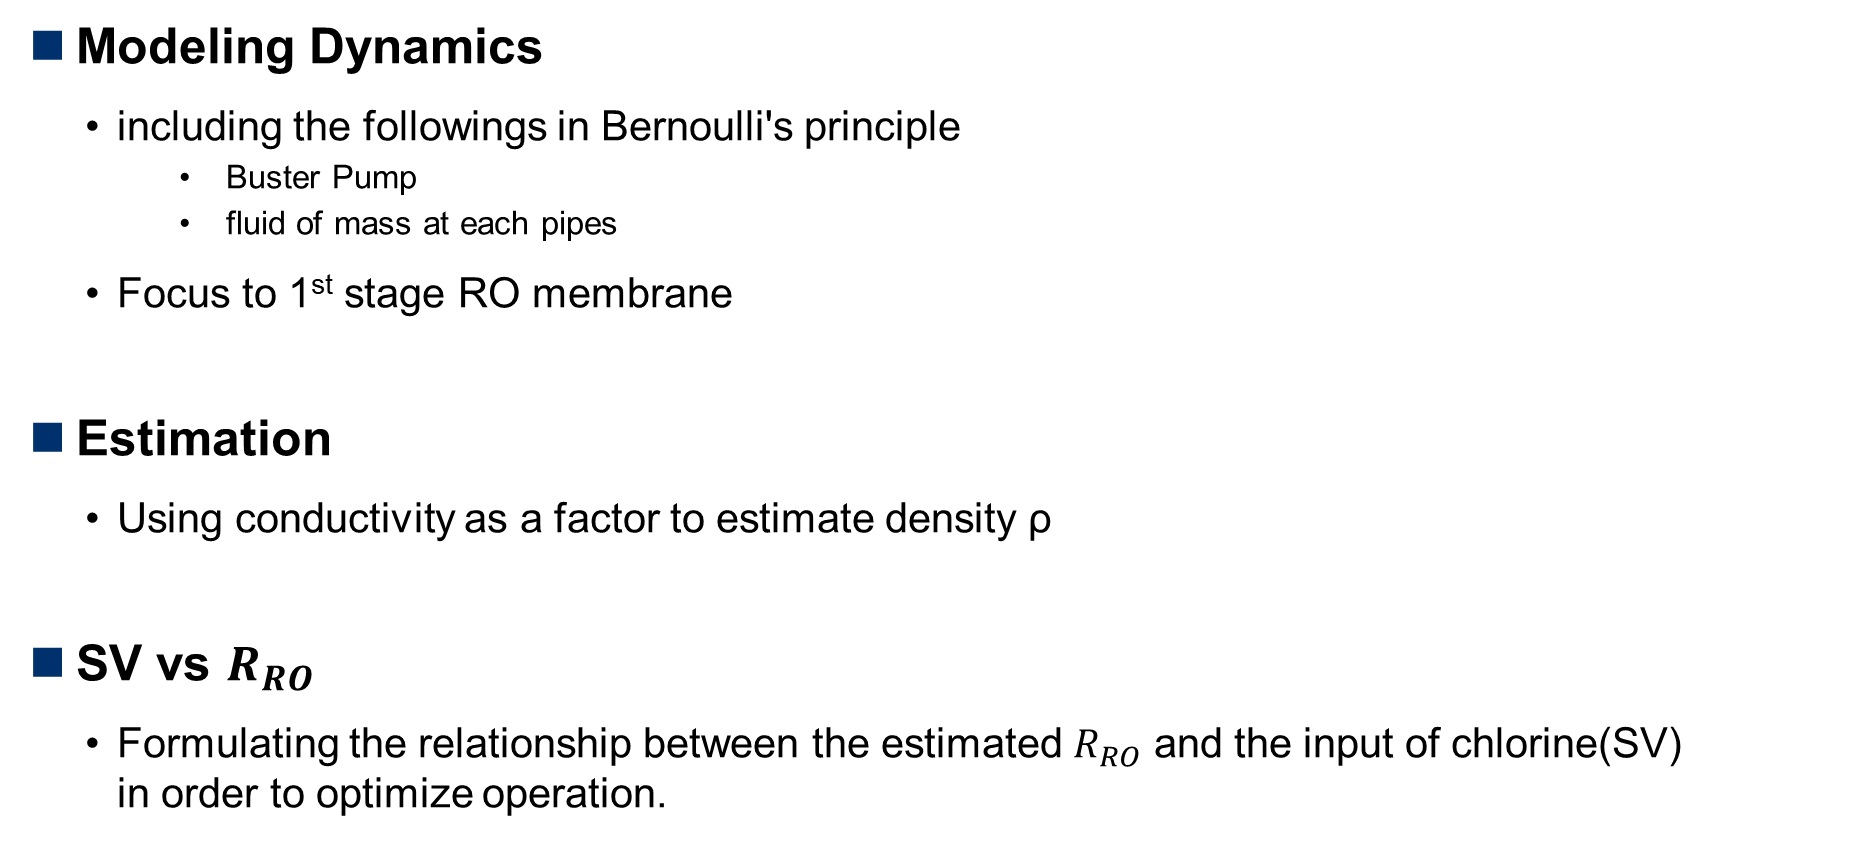 Modeling Dynamics
• including the followings in Bernoulli's principle
• Buster Pump
• fluid of mass at each pipes
• Focus to 1st stage RO membrane
Estimation
• Using conductivity as a factor to estimate density ρ
SV vs R_RO
• Formulating the relationship between the estimated R_RO and the input of chlorine(SV)
in order to optimize operation.